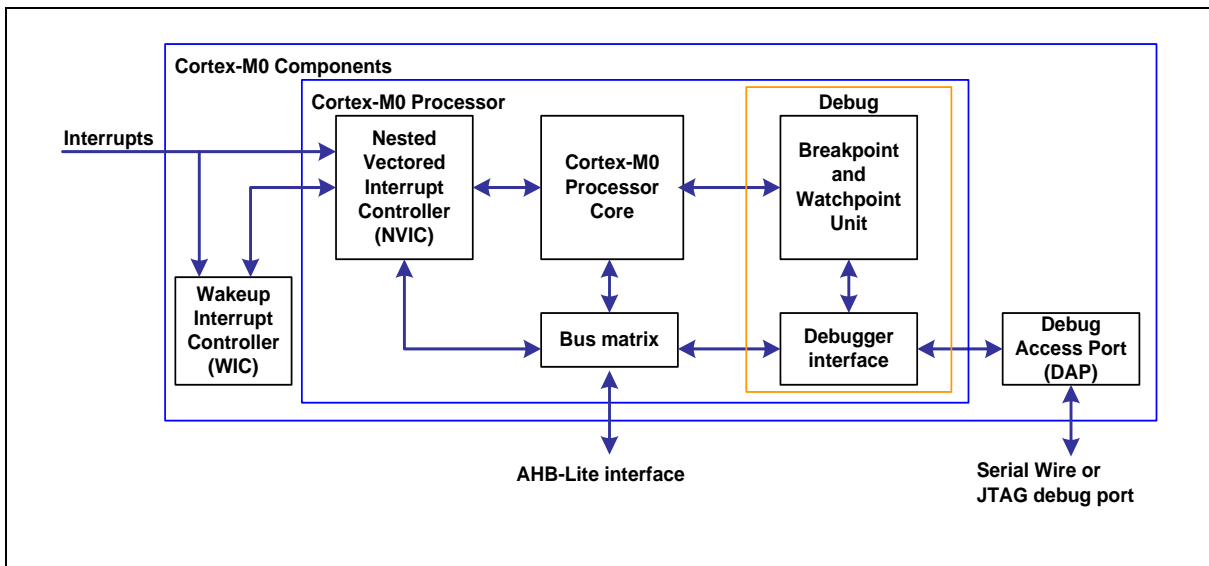 Cortex-M0 Components
Cortex-M0 Processor
Debug
Interrupts
Nested
Vectored
Interrupt
Controller
(NVIC)
Cortex-M0
Processor
Core
Breakpoint
and
Watchpoint
Unit
Wakeup
Interrupt
Controller
(WIC)
Bus matrix
Debugger
interface
Debug
Access Port
(DAP)
AHB-Lite interface
Serial Wire or
JTAG debug port